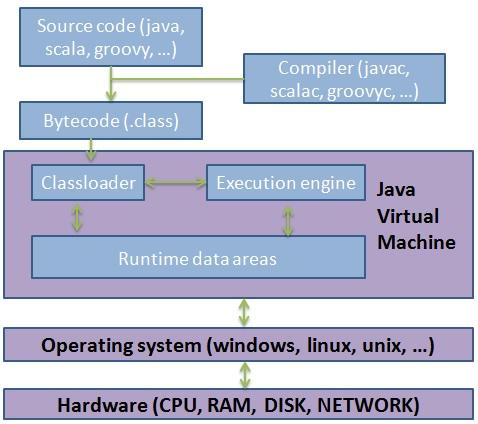 Source code (java,
scala, groovy, ...)
Compiler (javac,
scalac, groovyc, ...)
Bytecode (.class)
Classloader
Execution engine
Java
Virtual
Machine
Runtime data areas
Operating system (windows, linux, unix, ...)
Hardware (CPU, RAM, DISK, NETWORK)